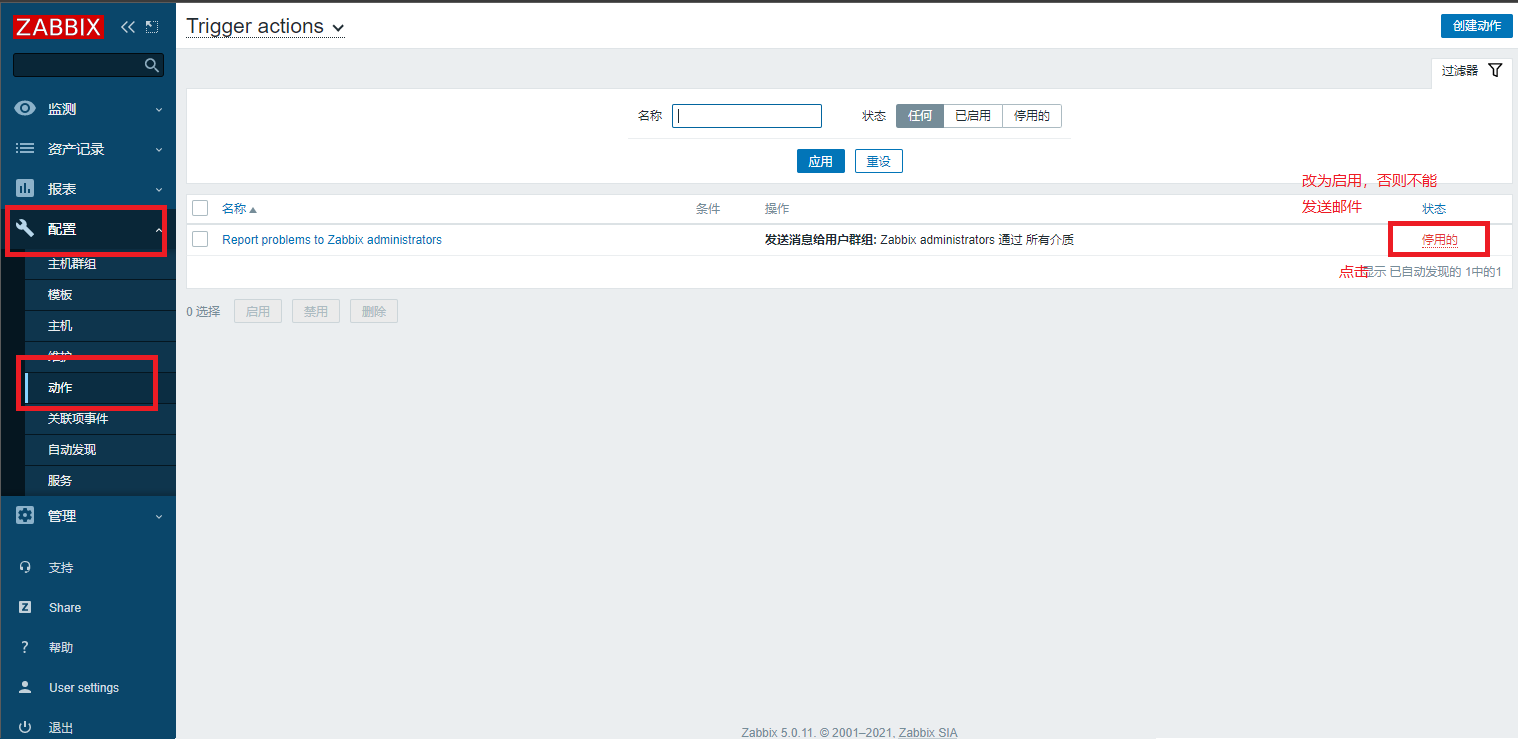 ZABBIX
Trigger actions
创建动作
过滤器
名称
状态 任何 已启用 停用的
应用 重设
监测
资产记录
报表
配置
主机群组
模板
主机
维护
动作
关联项事件
自动发现
服务
管理
支持
Share
帮助
User settings
退出
改为启用，否则不能
发送邮件
名称 条件 操作 状态
Report problems to Zabbix administrators 发送消息给用户群组: Zabbix administrators 通过 所有介质 停用的
点击
显示 已自动发现的 1中的1
0 选择 启用 禁用 删除
Zabbix 5.0.11. © 2001–2021, Zabbix SIA